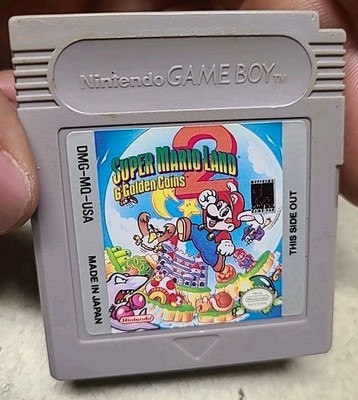 Nintendo GAME BOY TM
DMG-MQ-USA
MADE IN JAPAN
SUPER MARIO LAND 2
6 Golden Coins
THIS SIDE OUT
Nintendo